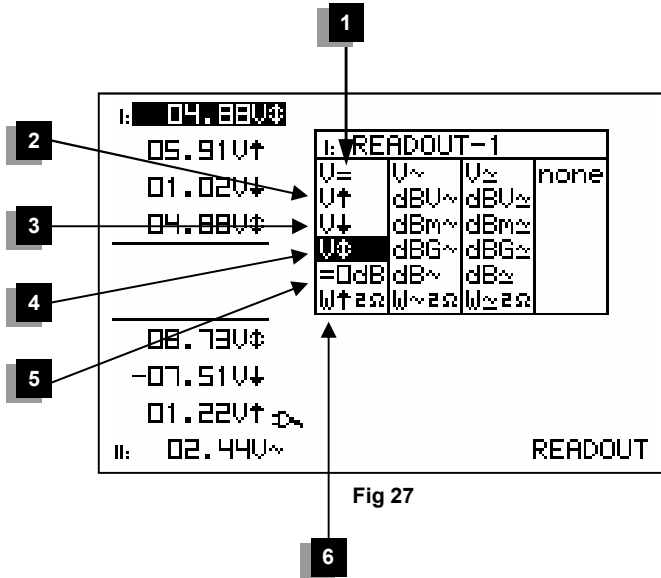 1
I: 04.88V⇕
2
05.91V↑
I: READOUT-1
01.02V↓
V= V~ V≃ none
V↑ dBV~ dBV≃
3
04.88V⇕
V↓ dBm~ dBm≃
V⇕ dBG~ dBG≃
4
=0dB dB~ dB≃
W↑2Ω W~2Ω W≃2Ω
08.73V⇕
5
-07.51V↓
01.22V↑
II: 02.44V~
READOUT
Fig 27
6